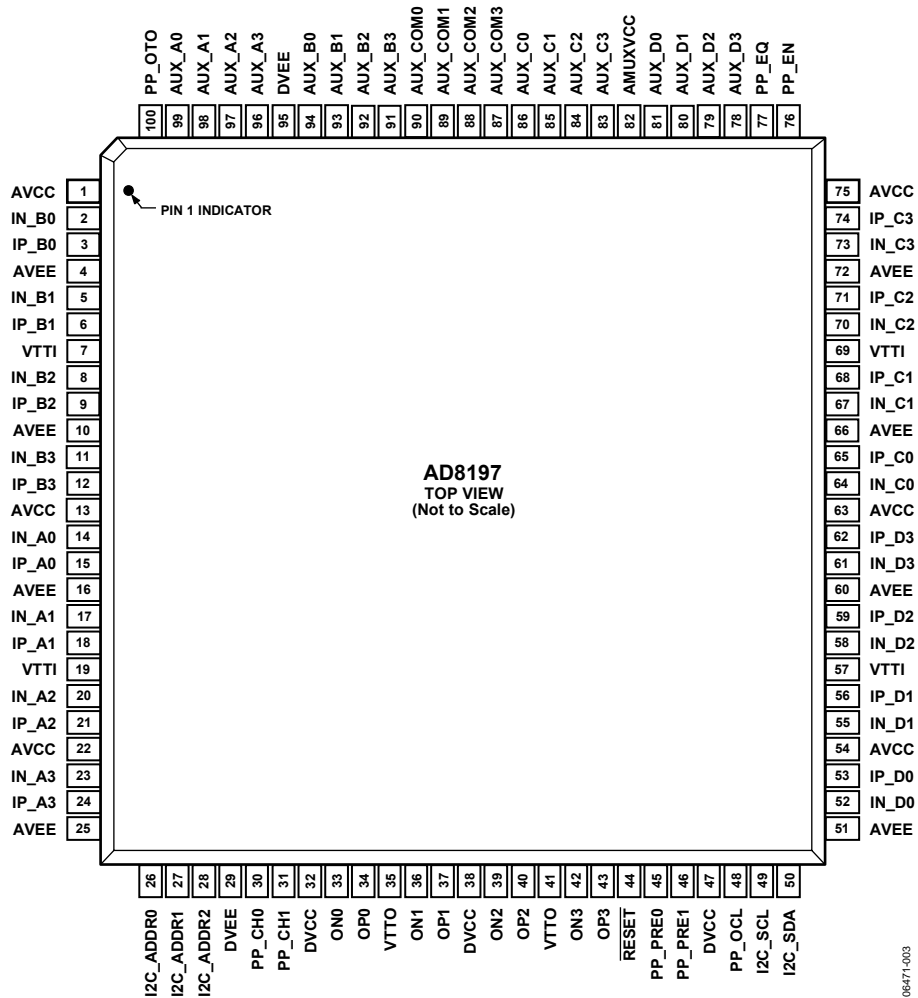 PP_OTO
AUX_A0
AUX_A1
AUX_A2
AUX_A3
DVEE
AUX_B0
AUX_B1
AUX_B2
AUX_B3
AUX_COM0
AUX_COM1
AUX_COM2
AUX_COM3
AUX_C0
AUX_C1
AUX_C2
AUX_C3
AMUXVCC
AUX_D0
AUX_D1
AUX_D2
AUX_D3
PP_EQ
PP_EN
100 99 98 97 96 95 94 93 92 91 90 89 88 87 86 85 84 83 82 81 80 79 78 77 76
AVCC 1
IN_B0 2
IP_B0 3
AVEE 4
IN_B1 5
IP_B1 6
VTTI 7
IN_B2 8
IP_B2 9
AVEE 10
IN_B3 11
IP_B3 12
AVCC 13
IN_A0 14
IP_A0 15
AVEE 16
IN_A1 17
IP_A1 18
VTTI 19
IN_A2 20
IP_A2 21
AVCC 22
IN_A3 23
IP_A3 24
AVEE 25
PIN 1 INDICATOR
AD8197
TOP VIEW
(Not to Scale)
75 AVCC
74 IP_C3
73 IN_C3
72 AVEE
71 IP_C2
70 IN_C2
69 VTTI
68 IP_C1
67 IN_C1
66 AVEE
65 IP_C0
64 IN_C0
63 AVCC
62 IP_D3
61 IN_D3
60 AVEE
59 IP_D2
58 IN_D2
57 VTTI
56 IP_D1
55 IN_D1
54 AVCC
53 IP_D0
52 IN_D0
51 AVEE
26 27 28 29 30 31 32 33 34 35 36 37 38 39 40 41 42 43 44 45 46 47 48 49 50
I2C_ADDR0
I2C_ADDR1
I2C_ADDR2
DVEE
PP_CH0
PP_CH1
DVCC
ON0
OP0
VTTO
ON1
OP1
DVCC
ON2
OP2
VTTO
ON3
OP3
RESET
PP_PRE0
PP_PRE1
DVCC
PP_OCL
I2C_SCL
I2C_SDA
06471-003